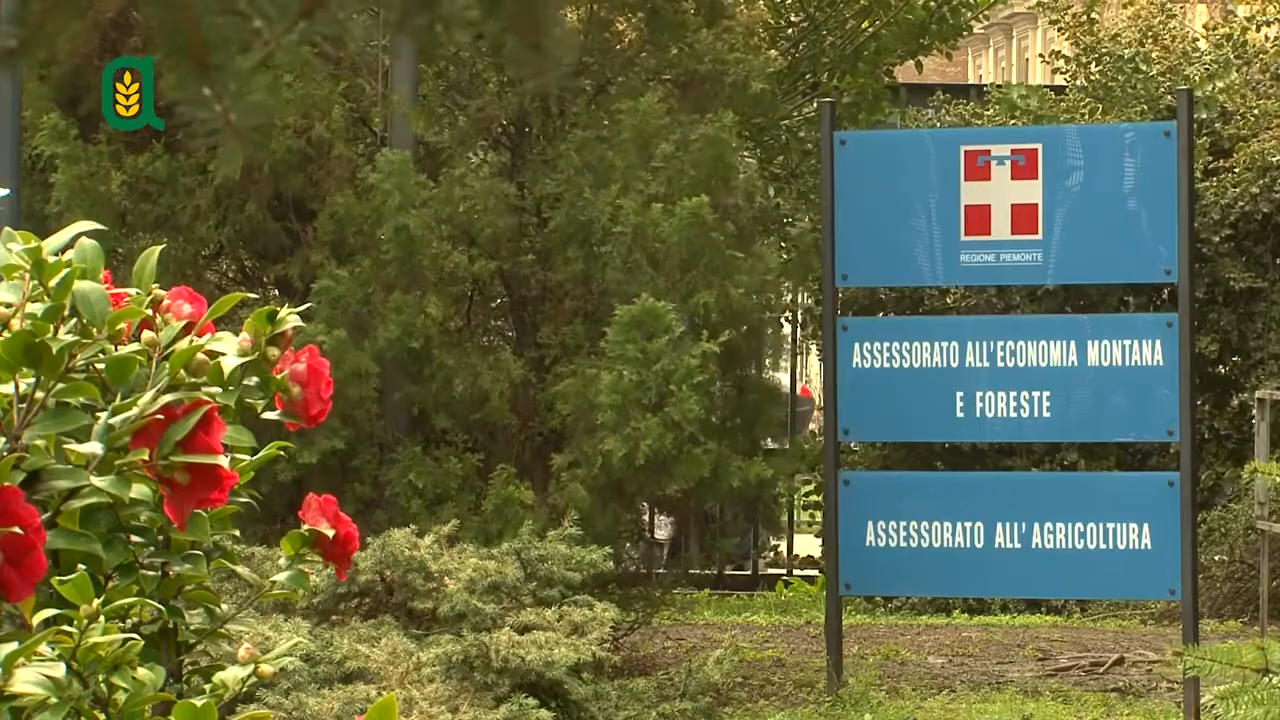 REGIONE PIEMONTE
ASSESSORATO ALL'ECONOMIA MONTANA
E FORESTE
ASSESSORATO ALL'AGRICOLTURA